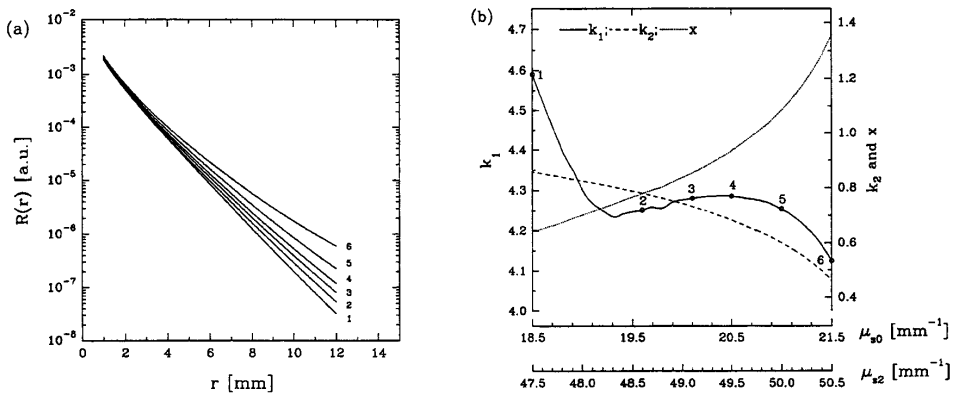 (a)
10⁻²
10⁻³
10⁻⁴
10⁻⁵
10⁻⁶
10⁻⁷
10⁻⁸
R(r) [a.u.]
6
5
4
3
2
1
0 2 4 6 8 10 12 14
r [mm]
(b)
4.7
4.6
4.5
4.4
4.3
4.2
4.1
4.0
k₁
k₁; k₂; x
1
2
3
4
5
6
1.4
1.2
1.0
0.8
0.6
0.4
k₂ and x
18.5 19.5 20.5 21.5
μₛ₀ [mm⁻¹]
47.5 48.0 48.5 49.0 49.5 50.0 50.5
μₛ₂ [mm⁻¹]